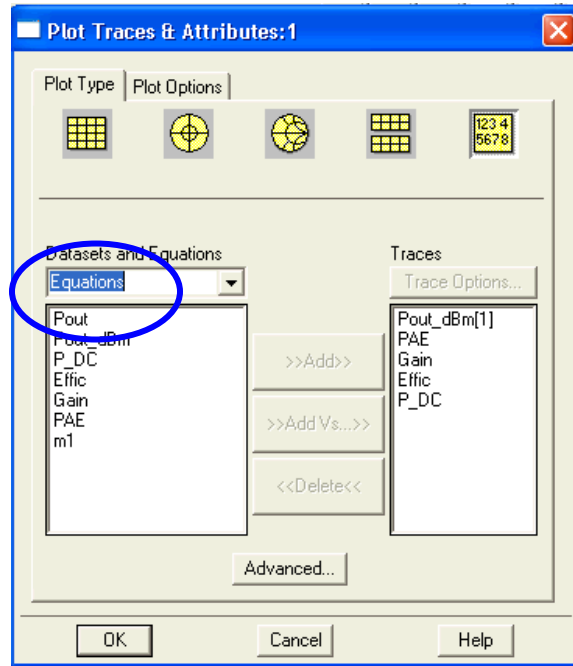 Plot Traces & Attributes:1
Plot Type Plot Options
123 4
567 8
Datasets and Equations
Traces
Equations
Trace Options...
Pout
Pout_dBm
P_DC
Effic
Gain
PAE
m1
>>Add>>
>>Add Vs...>>
<<Delete<<
Pout_dBm[1]
PAE
Gain
Effic
P_DC
Advanced...
OK Cancel Help